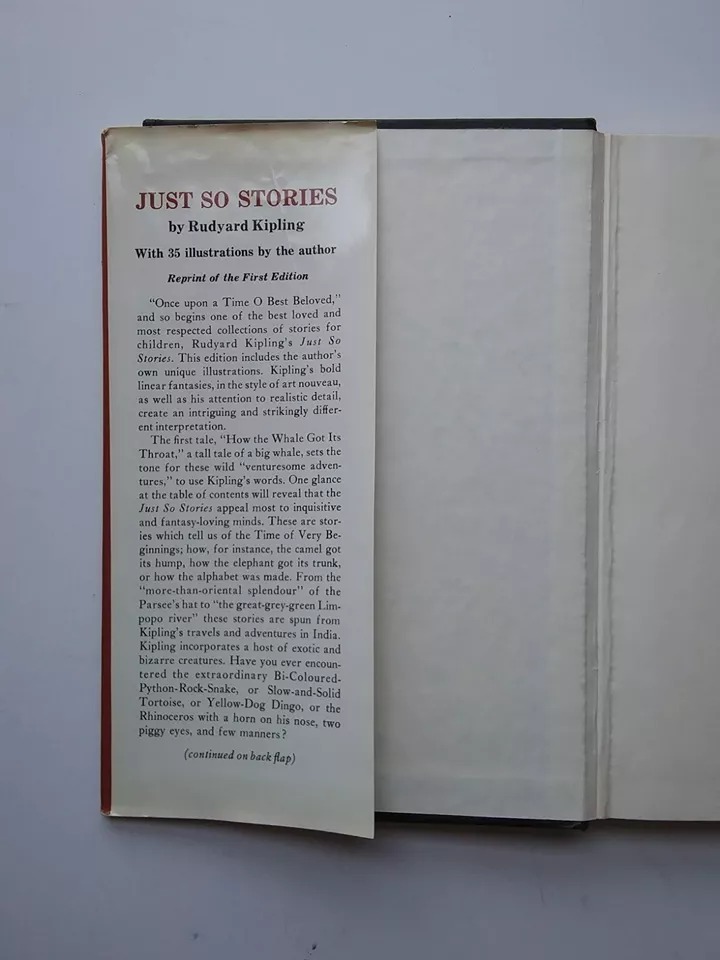 JUST SO STORIES
by Rudyard Kipling
With 35 illustrations by the author
Reprint of the First Edition
“Once upon a Time O Best Beloved,”
and so begins one of the best loved and
most respected collections of stories for
children, Rudyard Kipling's Just So
Stories. This edition includes the author's
own unique illustrations. Kipling's bold
linear fantasies, in the style of art nouveau,
as well as his attention to realistic detail,
create an intriguing and strikingly differ-
ent interpretation.
The first tale, “How the Whale Got Its
Throat,” a tall tale of a big whale, sets the
tone for these wild “venturesome adven-
tures,” to use Kipling's words. One glance
at the table of contents will reveal that the
Just So Stories appeal most to inquisitive
and fantasy-loving minds. These are stor-
ies which tell us of the Time of Very Be-
ginnings; how, for instance, the camel got
its hump, how the elephant got its trunk,
or how the alphabet was made. From the
“more-than-oriental splendour” of the
Parsee's hat to “the great-grey-green Lim-
popo river” these stories are spun from
Kipling's travels and adventures in India.
Kipling incorporates a host of exotic and
bizarre creatures. Have you ever encoun-
tered the extraordinary Bi-Coloured-
Python-Rock-Snake, or Slow-and-Solid
Tortoise, or Yellow-Dog Dingo, or the
Rhinoceros with a horn on his nose, two
piggy eyes, and few manners?
(continued on back flap)